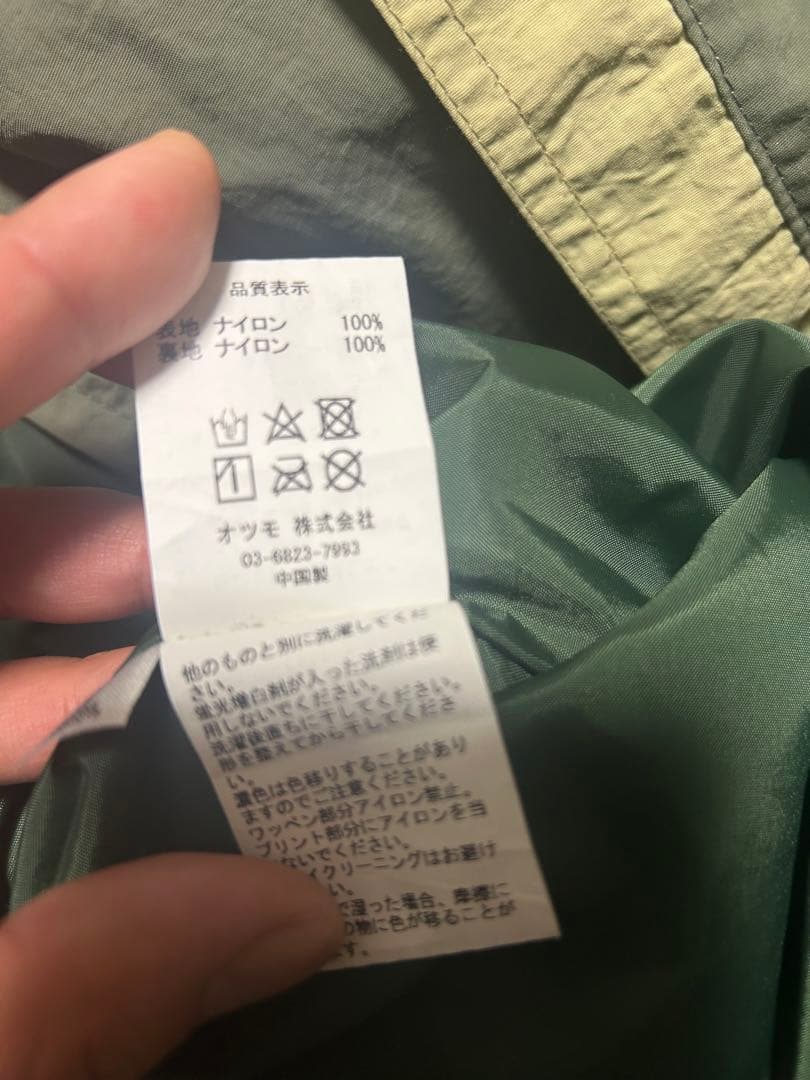 品質表示
表地 ナイロン 100%
裏地 ナイロン 100%
オツモ 株式会社
03-6823-7993
中国製
他のものと別に洗濯してくだ
さい。
蛍光増白剤が入った洗剤は使
用しないでください。
洗濯後直ちに干してくださ
形を整えてから干してくださ
い。
濃色は色移りすることがあり
ますのでご注意ください。
ワッペン部分アイロン禁止。
プリント部分にアイロンを当
ないでください。
イクリーニングはお避け
い。
で湿った場合、摩擦に
の物に色が移ることが
ます。